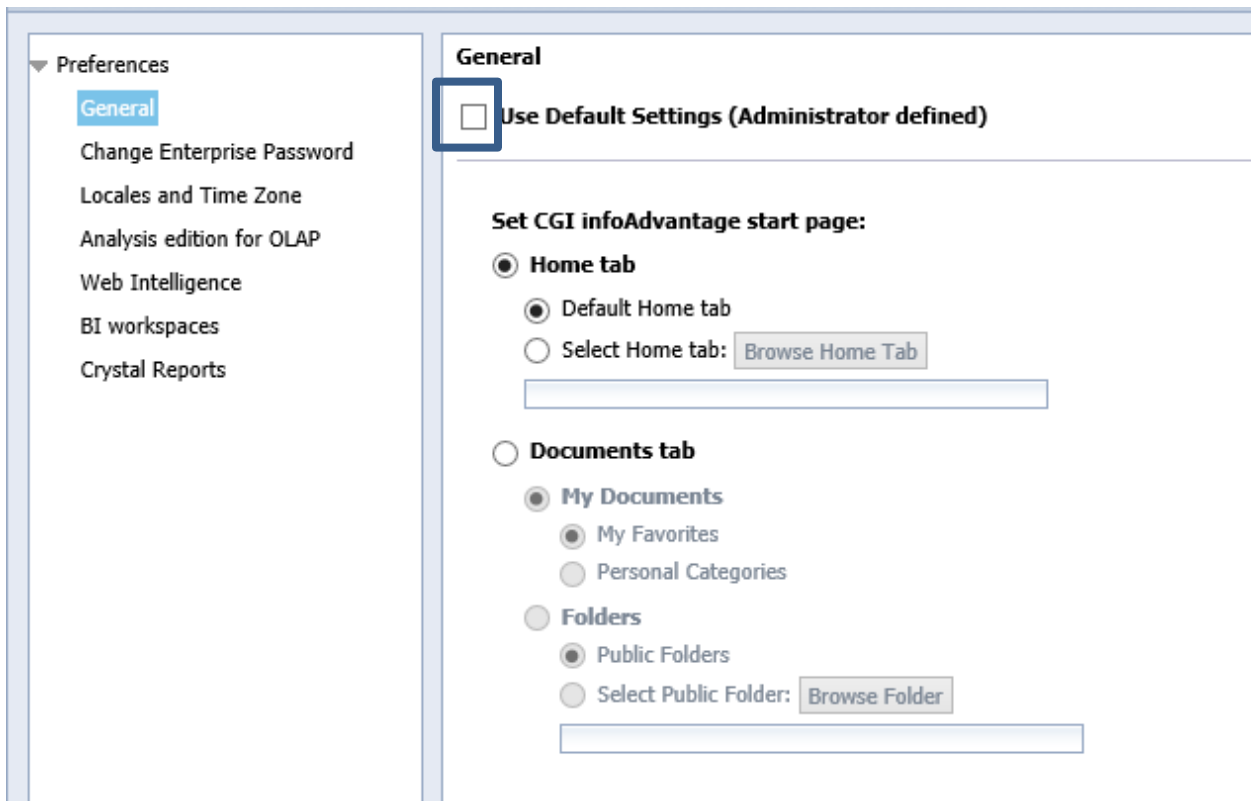 Preferences
General
Change Enterprise Password
Locales and Time Zone
Analysis edition for OLAP
Web Intelligence
BI workspaces
Crystal Reports
General
Use Default Settings (Administrator defined)
Set CGI infoAdvantage start page:
Home tab
Default Home tab
Select Home tab: Browse Home Tab
Documents tab
My Documents
My Favorites
Personal Categories
Folders
Public Folders
Select Public Folder: Browse Folder